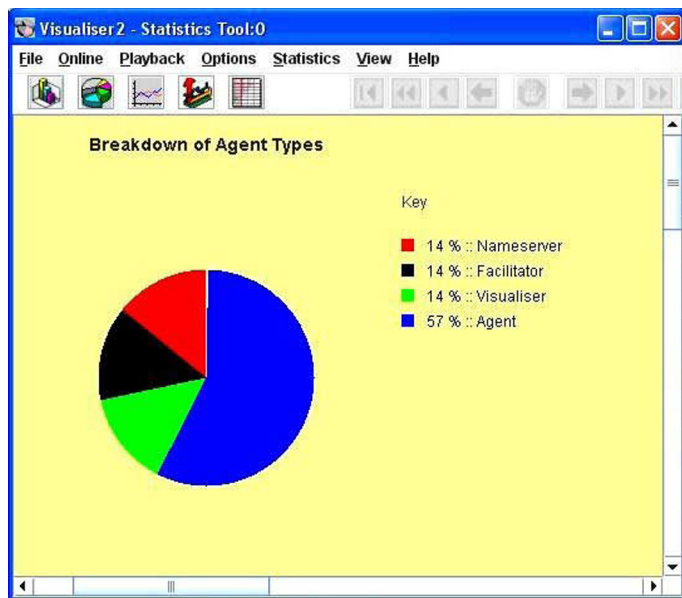 Visualiser2 - Statistics Tool:0
File Online Playback Options Statistics View Help
Breakdown of Agent Types
Key
14 % :: Nameserver
14 % :: Facilitator
14 % :: Visualiser
57 % :: Agent